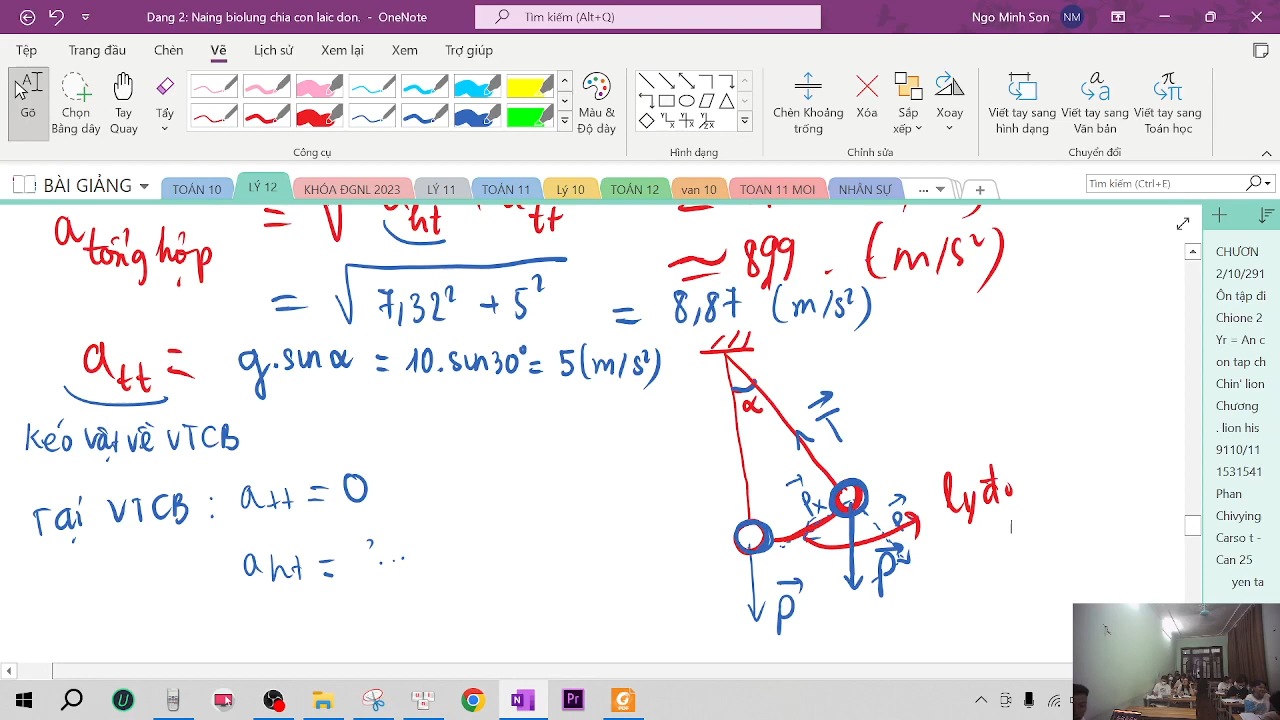 Dang 2: Naing biolung chia con laic don. - OneNote
Tìm kiếm (Alt+Q)
Ngo Minh Son
NM
Tệp
Trang đầu
Chèn
Vẽ
Lịch sử
Xem lại
Xem
Trợ giúp
Gõ
Chọn Bằng dây
Tay Quay
Tẩy
Màu & Độ dày
Chèn Khoảng trống
Xóa
Sắp xếp
Xoay
Viết tay sang hình dạng
Viết tay sang Văn bản
Viết tay sang Toán học
Công cụ
Hình dạng
Chỉnh sửa
Chuyển đổi
BÀI GIẢNG
TOÁN 10
LÝ 12
KHÓA ĐGNL 2023
LÝ 11
TOÁN 11
Lý 10
TOÁN 12
van 10
TOAN 11 MOI
NHÂN SỰ
...
Tìm kiếm (Ctrl+E)
a tổng hợp = √ ht tt
≈ 899 . (m/s²)
= √ 7,32² + 5² = 8,87 (m/s²)
a tt = g.sin α = 10.sin30° = 5(m/s²)
Kéo vật về VTCB
Tại VTCB : a tt = 0
a ht = ?...
α
T
Px
P
P
ly đo
CHƯƠN
2/10/291
Ôn tập di
Chione 2
Yr = An c
on tap ch
Chin' lion
Chương
. lion his
9110/11
1531541
Phan
Chivying
Carso t -
Can 25
yen ta